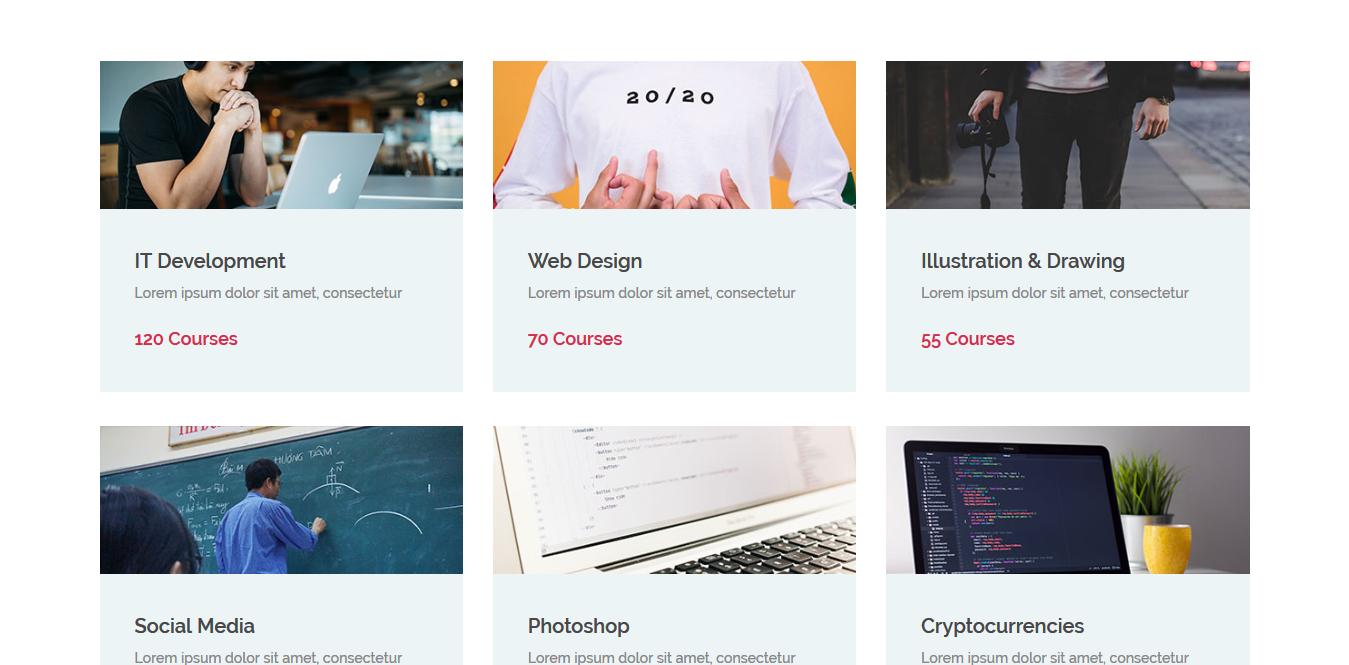 20/20
IT Development
Lorem ipsum dolor sit amet, consectetur
120 Courses
Web Design
Lorem ipsum dolor sit amet, consectetur
70 Courses
Illustration & Drawing
Lorem ipsum dolor sit amet, consectetur
55 Courses
HƯỚNG TÂM
Social Media
Lorem ipsum dolor sit amet, consectetur
Photoshop
Lorem ipsum dolor sit amet, consectetur
Cryptocurrencies
Lorem ipsum dolor sit amet, consectetur